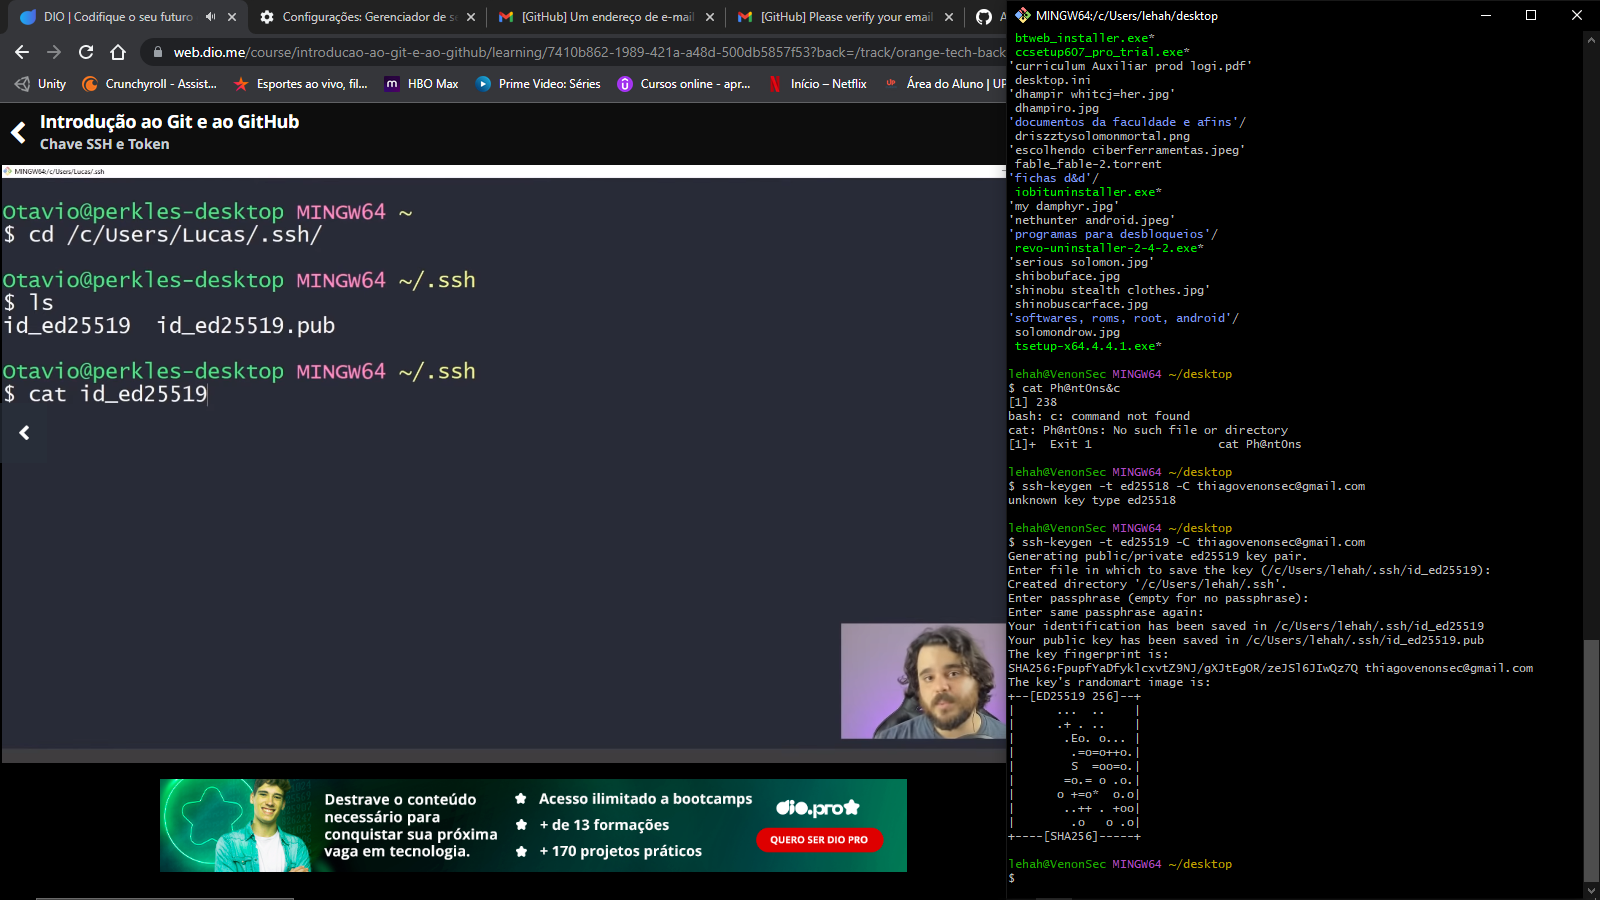 DIO | Codifique o seu futuro
Configurações: Gerenciador de se
[GitHub] Um endereço de e-mail
[GitHub] Please verify your email
web.dio.me/course/introducao-ao-git-e-ao-github/learning/7410b862-1989-421a-a48d-500db5857f53?back=/track/orange-tech-back
Unity
Crunchyroll - Assist...
Esportes ao vivo, fil...
HBO Max
Prime Video: Séries
Cursos online - apr...
Início – Netflix
Área do Aluno | UP
Introdução ao Git e ao GitHub
Chave SSH e Token
MINGW64:/c/Users/Lucas/.ssh
Otavio@perkles-desktop MINGW64 ~
$ cd /c/Users/Lucas/.ssh/
Otavio@perkles-desktop MINGW64 ~/.ssh
$ ls
id_ed25519  id_ed25519.pub
Otavio@perkles-desktop MINGW64 ~/.ssh
$ cat id_ed25519
Destrave o conteúdo
necessário para
conquistar sua próxima
vaga em tecnologia.
Acesso ilimitado a bootcamps
+ de 13 formações
+ 170 projetos práticos
dio.pro
QUERO SER DIO PRO
MINGW64:/c/Users/lehah/desktop
btweb_installer.exe*
ccsetup607_pro_trial.exe*
'curriculum Auxiliar prod logi.pdf'
desktop.ini
'dhampir whitcj=her.jpg'
dhampiro.jpg
'documentos da faculdade e afins'/
driszztysolomonmortal.png
'escolhendo ciberferramentas.jpeg'
fable_fable-2.torrent
'fichas d&d'/
iobituninstaller.exe*
'my damphyr.jpg'
'nethunter android.jpeg'
'programas para desbloqueios'/
revo-uninstaller-2-4-2.exe*
'serious solomon.jpg'
shibobuface.jpg
'shinobu stealth clothes.jpg'
shinobuscarface.jpg
'softwares, roms, root, android'/
solomondrow.jpg
tsetup-x64.4.4.1.exe*
lehah@VenonSec MINGW64 ~/desktop
$ cat Ph@ntOns&c
[1] 238
bash: c: command not found
cat: Ph@ntOns: No such file or directory
[1]+  Exit 1                  cat Ph@ntOns
lehah@VenonSec MINGW64 ~/desktop
$ ssh-keygen -t ed25518 -C thiagovenonsec@gmail.com
unknown key type ed25518
lehah@VenonSec MINGW64 ~/desktop
$ ssh-keygen -t ed25519 -C thiagovenonsec@gmail.com
Generating public/private ed25519 key pair.
Enter file in which to save the key (/c/Users/lehah/.ssh/id_ed25519):
Created directory '/c/Users/lehah/.ssh'.
Enter passphrase (empty for no passphrase):
Enter same passphrase again:
Your identification has been saved in /c/Users/lehah/.ssh/id_ed25519
Your public key has been saved in /c/Users/lehah/.ssh/id_ed25519.pub
The key fingerprint is:
SHA256:FpupfYaDfyklcxvtZ9NJ/gXJtEgOR/zeJSl6JIwQz7Q thiagovenonsec@gmail.com
The key's randomart image is:
+--[ED25519 256]--+
|      ...  ..    |
|      .+ . ..    |
|       .Eo. o... |
|        .=o=o++o.|
|        S  =oo=o.|
|       =o.= o .o.|
|      o +=o*  o.o|
|       ..++ . +oo|
|        .o   o .o|
+----[SHA256]-----+
lehah@VenonSec MINGW64 ~/desktop
$